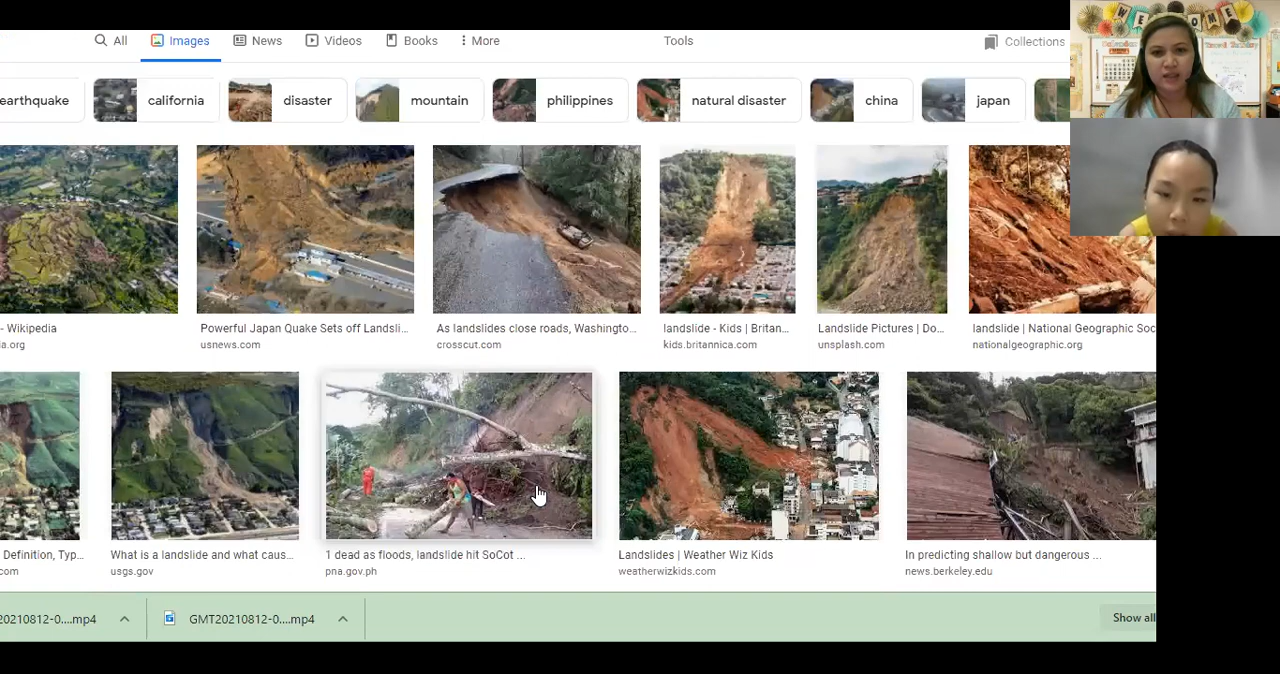 All Images News Videos Books More Tools Collections
WELCOME
earthquake california disaster mountain philippines natural disaster china japan
- Wikipedia
ia.org
Powerful Japan Quake Sets off Landsli...
usnews.com
As landslides close roads, Washingto...
crosscut.com
landslide - Kids | Britan...
kids.britannica.com
Landslide Pictures | Do...
unsplash.com
landslide | National Geographic Soc
nationalgeographic.org
Definition, Typ...
com
What is a landslide and what caus...
usgs.gov
1 dead as floods, landslide hit SoCot ...
pna.gov.ph
Landslides | Weather Wiz Kids
weatherwizkids.com
In predicting shallow but dangerous ...
news.berkeley.edu
20210812-0....mp4
GMT20210812-0....mp4
Show all